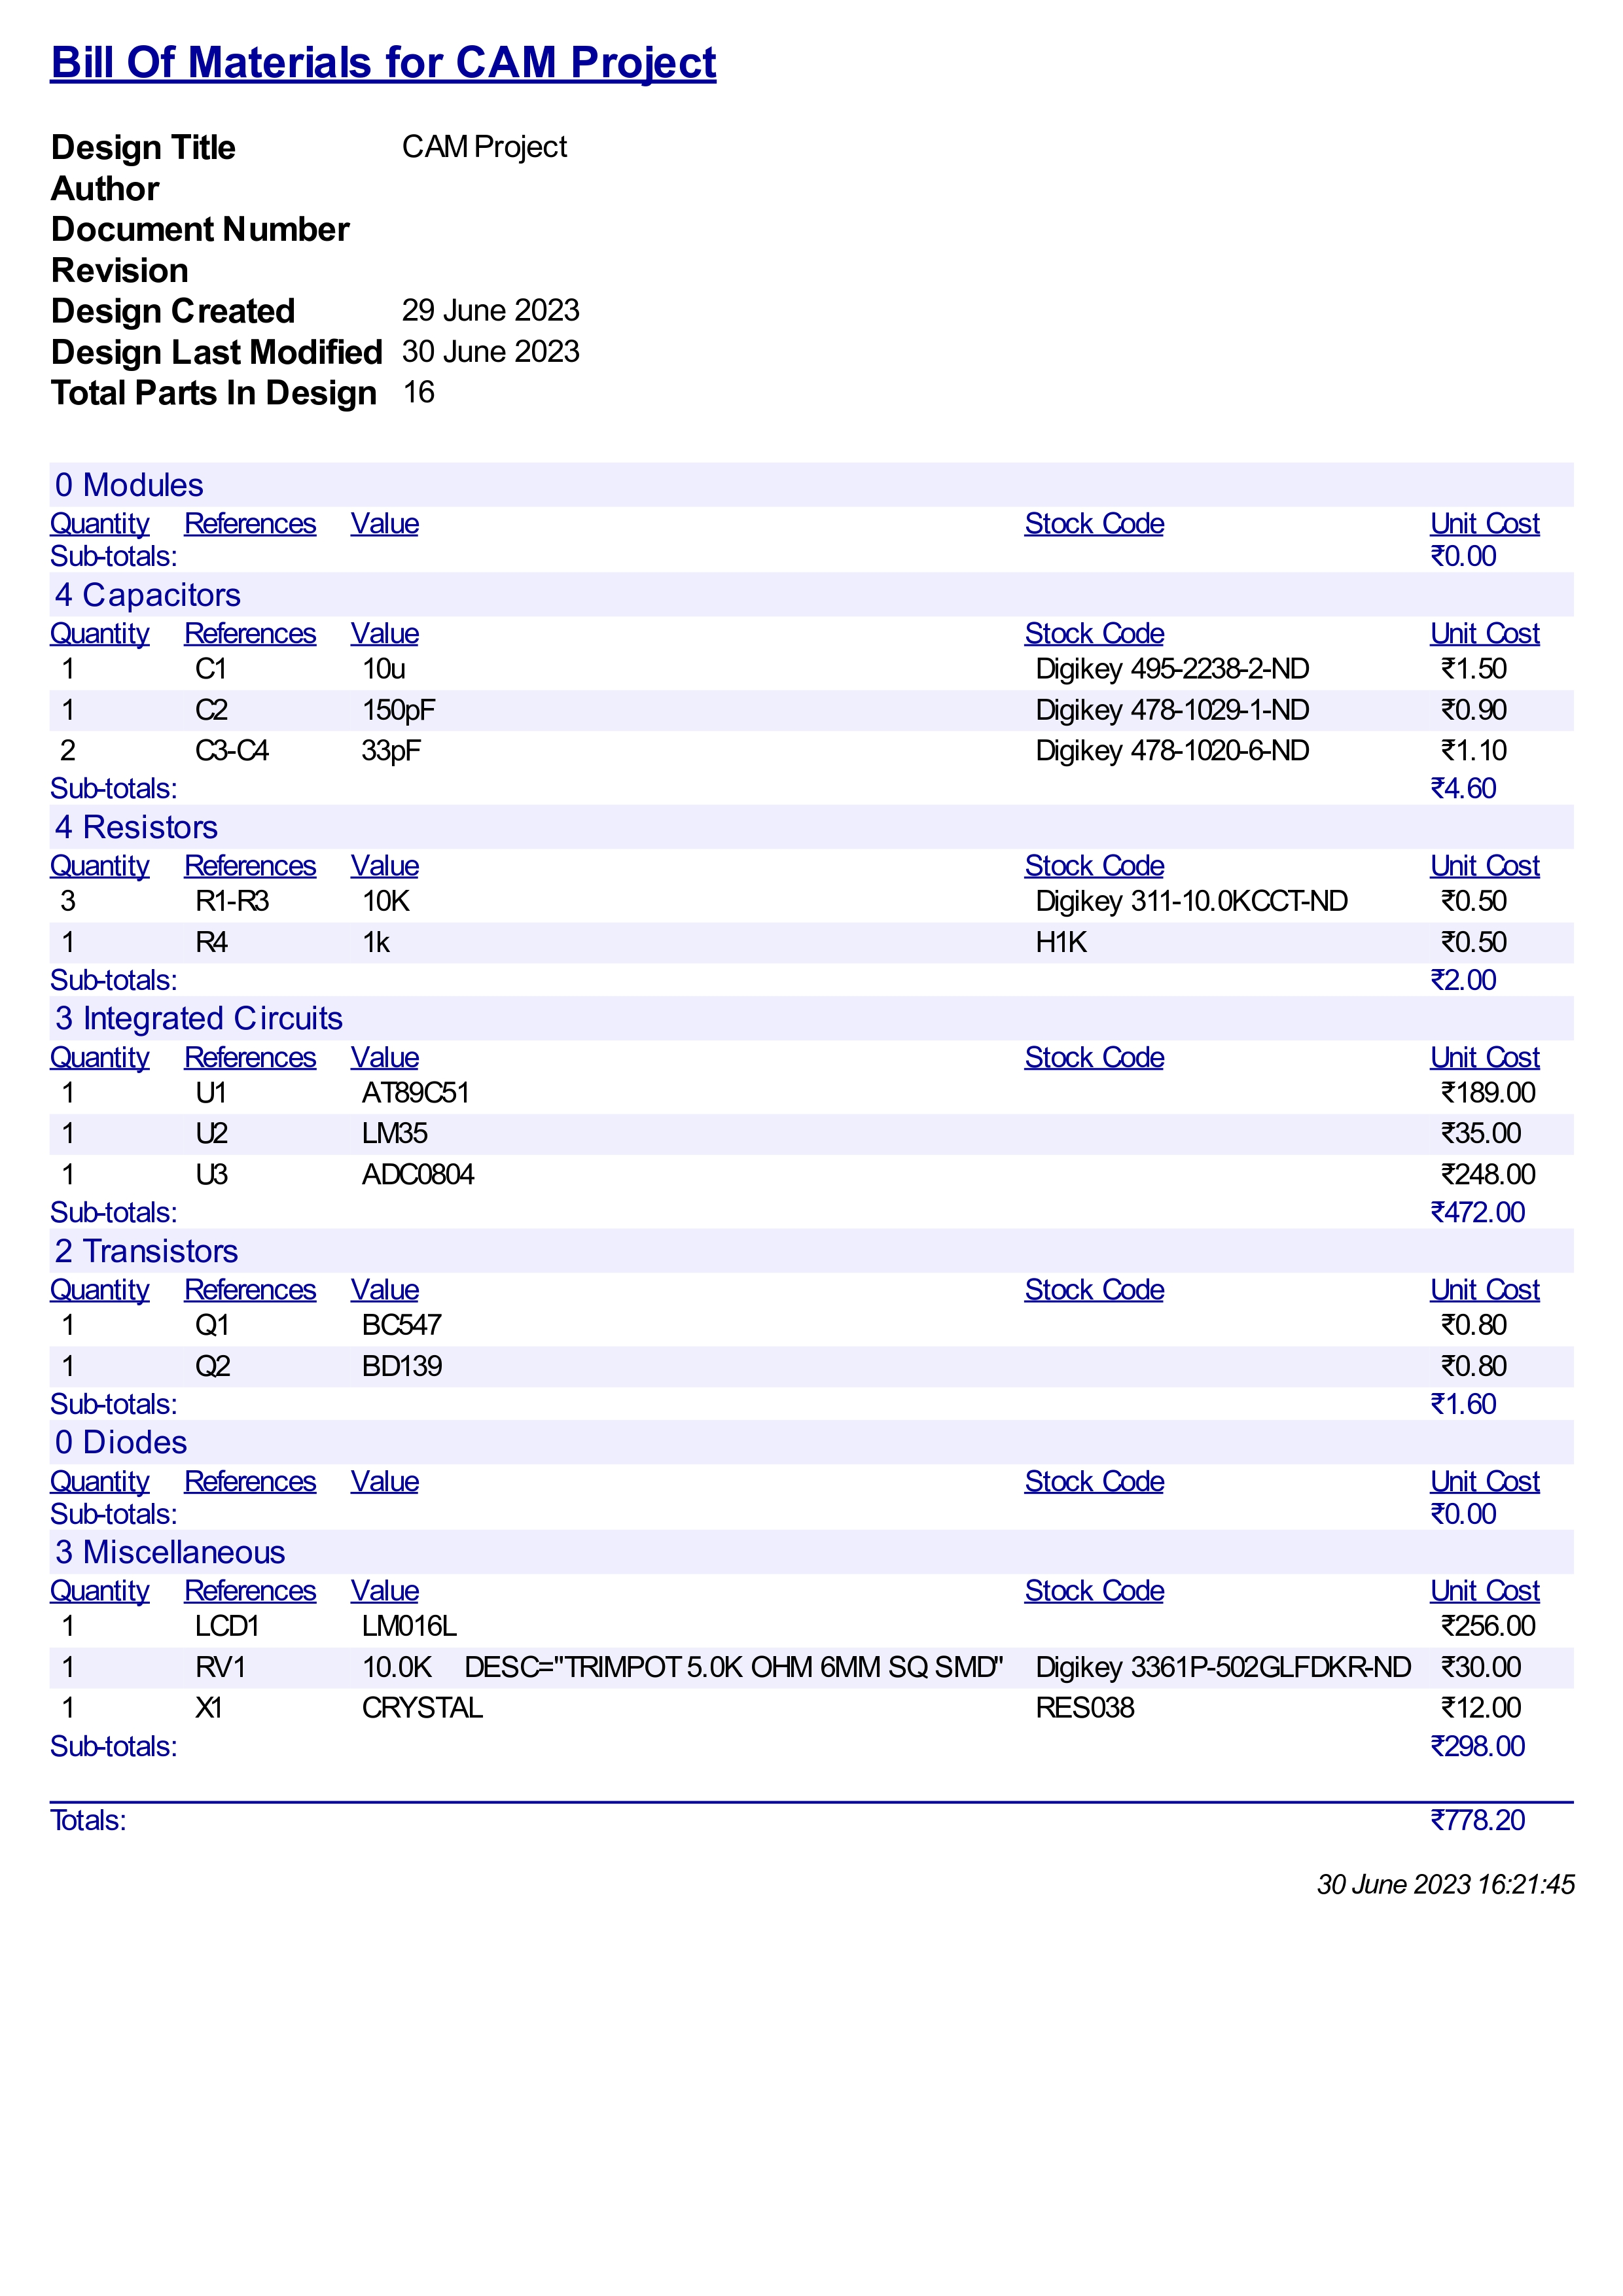 Bill Of Materials for CAM Project
Design Title CAM Project
Author
Document Number
Revision
Design Created 29 June 2023
Design Last Modified 30 June 2023
Total Parts In Design 16
0 Modules
Quantity References Value Stock Code Unit Cost
Sub-totals: ₹0.00
4 Capacitors
Quantity References Value Stock Code Unit Cost
1 C1 10u Digikey 495-2238-2-ND ₹1.50
1 C2 150pF Digikey 478-1029-1-ND ₹0.90
2 C3-C4 33pF Digikey 478-1020-6-ND ₹1.10
Sub-totals: ₹4.60
4 Resistors
Quantity References Value Stock Code Unit Cost
3 R1-R3 10K Digikey 311-10.0KCCT-ND ₹0.50
1 R4 1k H1K ₹0.50
Sub-totals: ₹2.00
3 Integrated Circuits
Quantity References Value Stock Code Unit Cost
1 U1 AT89C51 ₹189.00
1 U2 LM35 ₹35.00
1 U3 ADC0804 ₹248.00
Sub-totals: ₹472.00
2 Transistors
Quantity References Value Stock Code Unit Cost
1 Q1 BC547 ₹0.80
1 Q2 BD139 ₹0.80
Sub-totals: ₹1.60
0 Diodes
Quantity References Value Stock Code Unit Cost
Sub-totals: ₹0.00
3 Miscellaneous
Quantity References Value Stock Code Unit Cost
1 LCD1 LM016L ₹256.00
1 RV1 10.0K DESC="TRIMPOT 5.0K OHM 6MM SQ SMD" Digikey 3361P-502GLFDKR-ND ₹30.00
1 X1 CRYSTAL RES038 ₹12.00
Sub-totals: ₹298.00
Totals: ₹778.20
30 June 2023 16:21:45